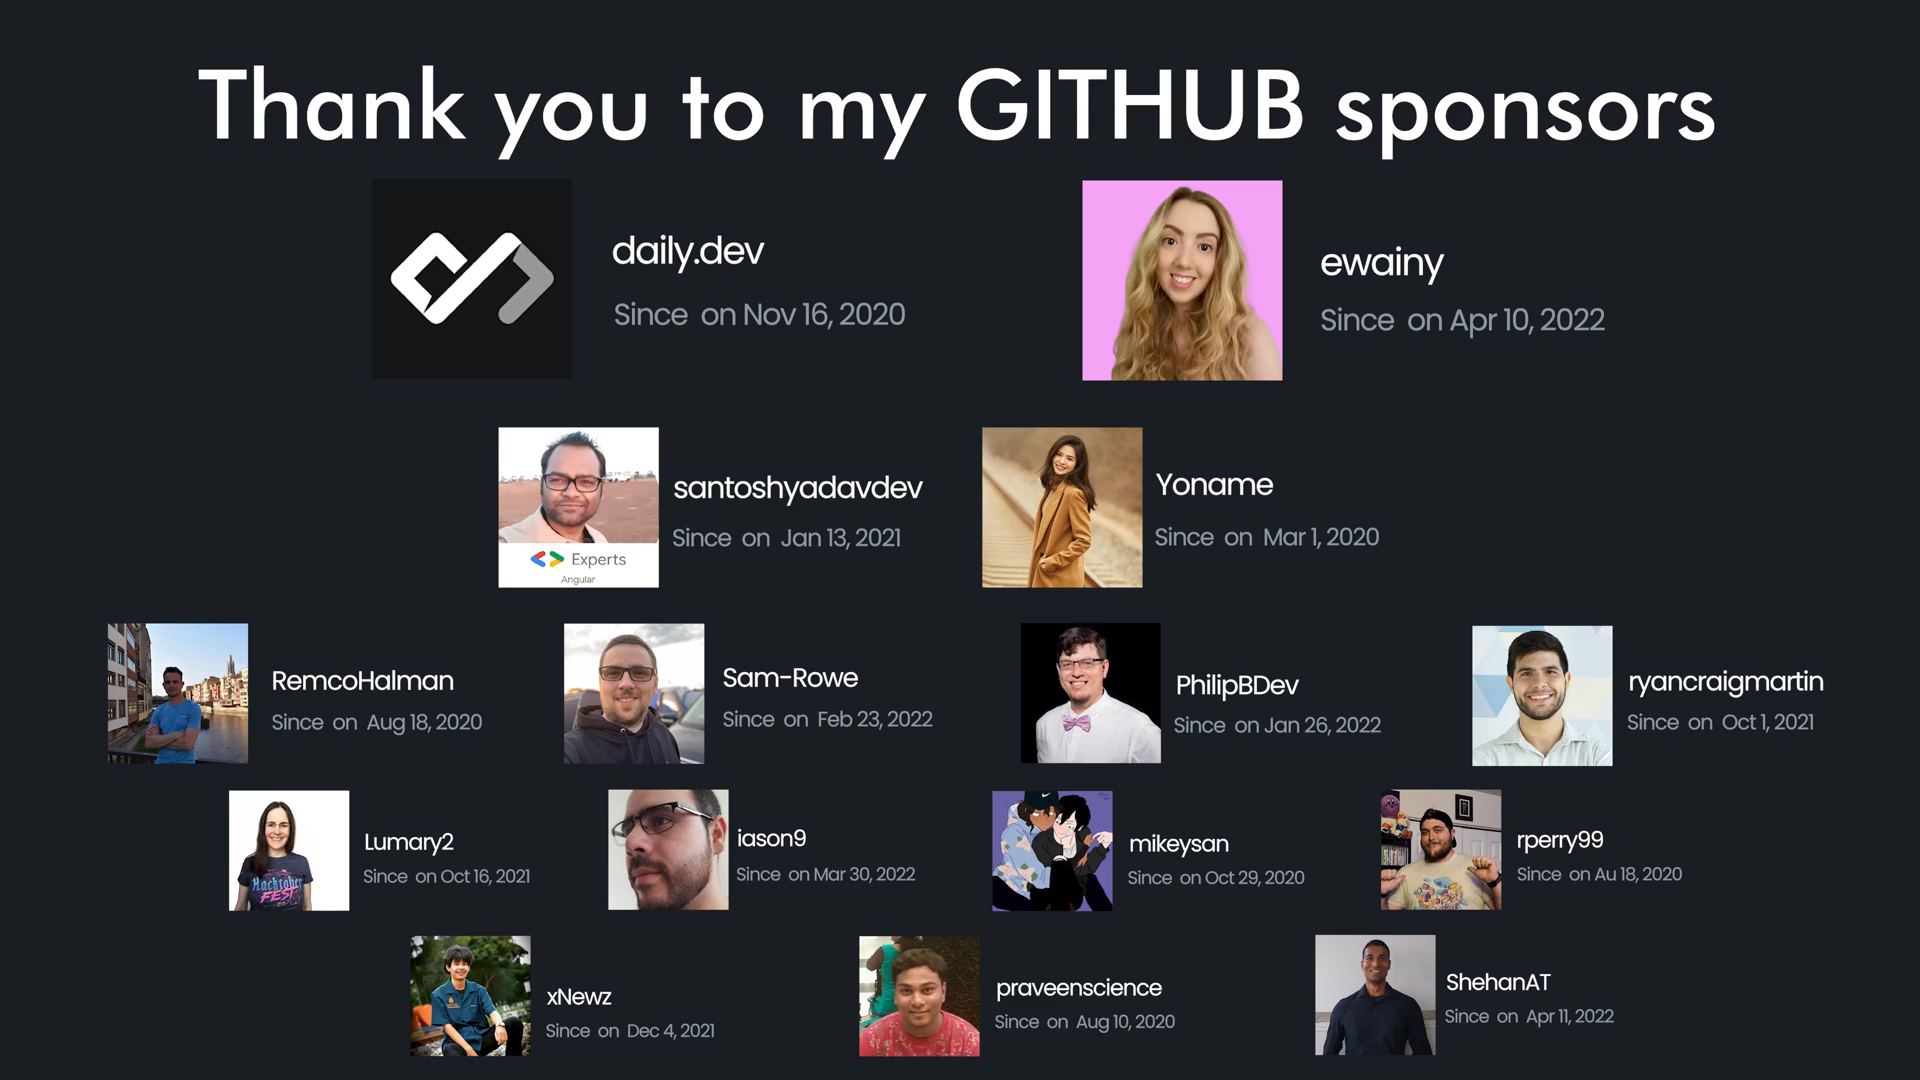 Thank you to my GITHUB sponsors
daily.dev
Since on Nov 16, 2020
ewainy
Since on Apr 10, 2022
santoshyadavdev
Since on Jan 13, 2021
Experts
Angular
Yoname
Since on Mar 1, 2020
RemcoHalman
Since on Aug 18, 2020
Sam-Rowe
Since on Feb 23, 2022
PhilipBDev
Since on Jan 26, 2022
ryancraigmartin
Since on Oct 1, 2021
Lumary2
Since on Oct 16, 2021
Hacktober
FEST
iason9
Since on Mar 30, 2022
mikeysan
Since on Oct 29, 2020
rperry99
Since on Au 18, 2020
xNewz
Since on Dec 4, 2021
praveenscience
Since on Aug 10, 2020
ShehanAT
Since on Apr 11, 2022